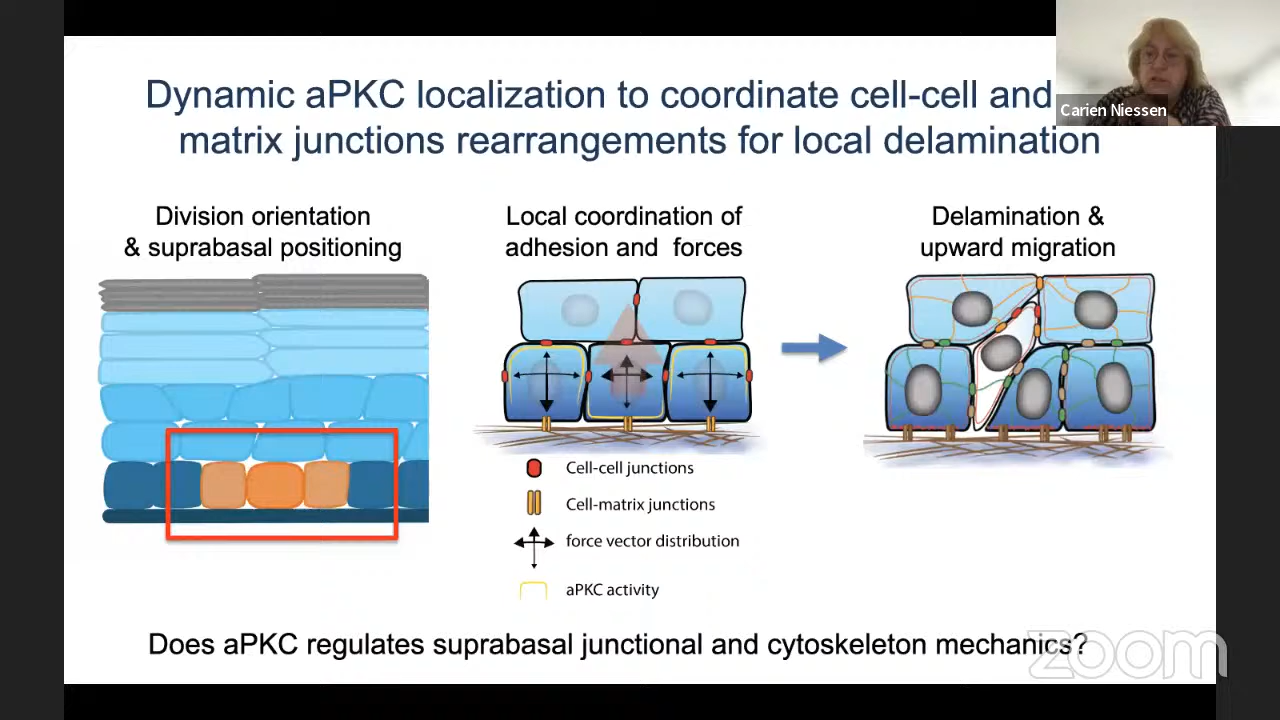 Dynamic aPKC localization to coordinate cell-cell and
matrix junctions rearrangements for local delamination
Carien Niessen
Division orientation
& suprabasal positioning
Local coordination of
adhesion and forces
Delamination &
upward migration
Cell-cell junctions
Cell-matrix junctions
force vector distribution
aPKC activity
Does aPKC regulates suprabasal junctional and cytoskeleton mechanics?
zoom